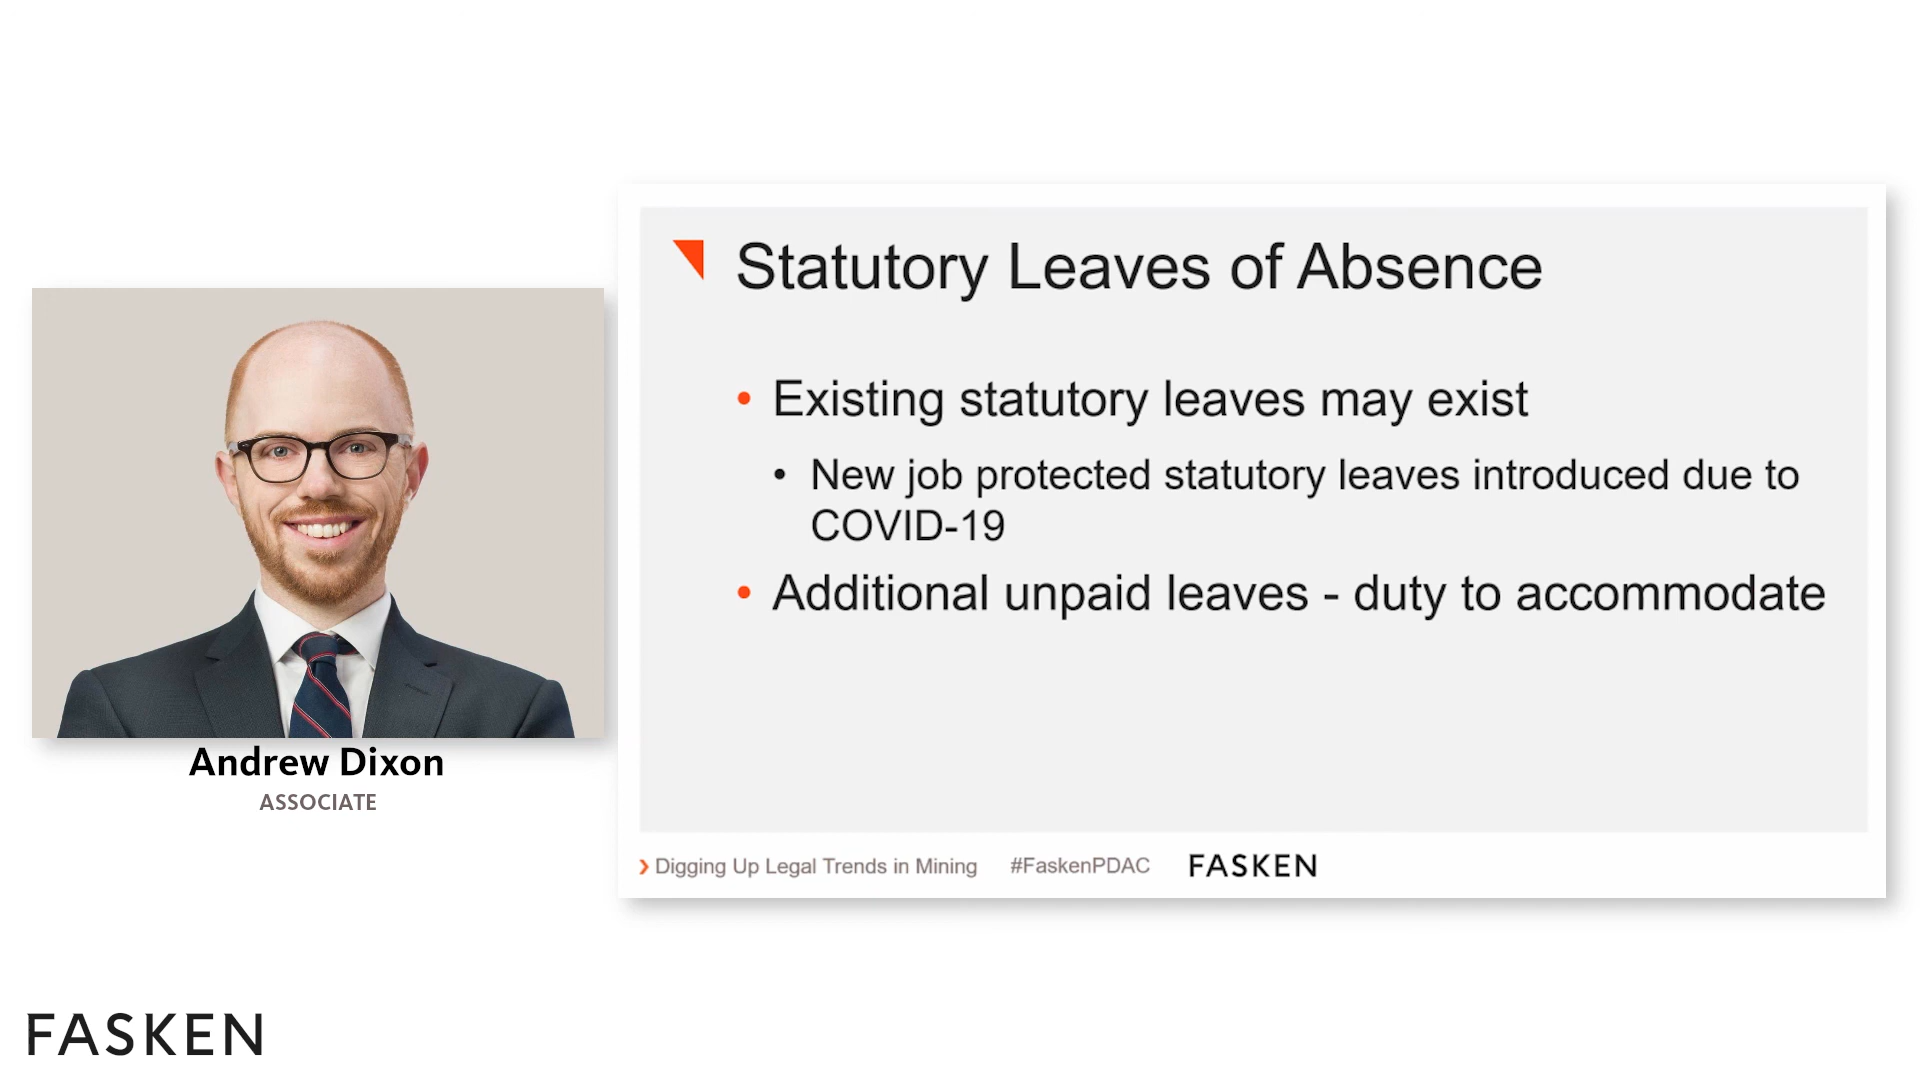 Statutory Leaves of Absence
• Existing statutory leaves may exist
• New job protected statutory leaves introduced due to
COVID-19
• Additional unpaid leaves - duty to accommodate
Andrew Dixon
ASSOCIATE
Digging Up Legal Trends in Mining #FaskenPDAC FASKEN
FASKEN